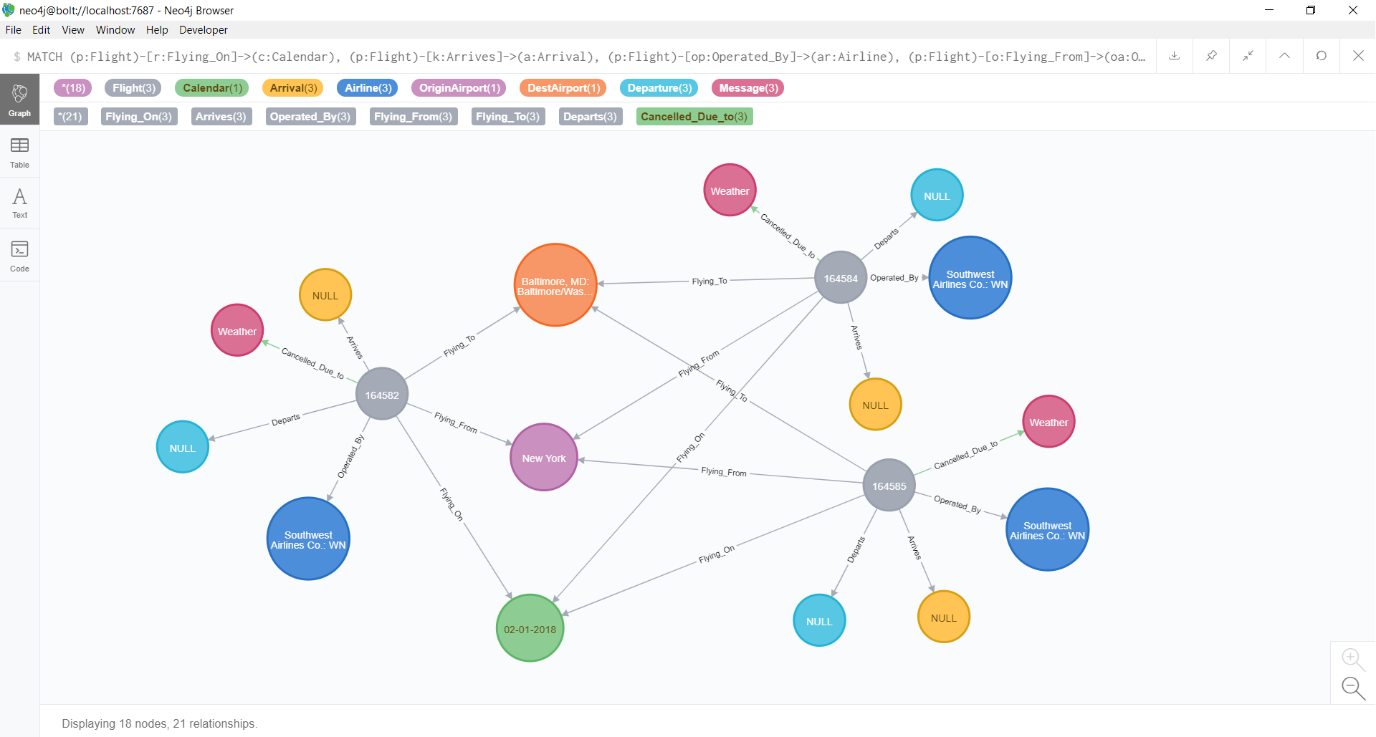 neo4j@bolt://localhost:7687 - Neo4j Browser
File Edit View Window Help Developer
$ MATCH (p:Flight)-[r:Flying_On]->(c:Calendar), (p:Flight)-[k:Arrives]->(a:Arrival), (p:Flight)-[op:Operated_By]->(ar:Airline), (p:Flight)-[o:Flying_From]->(oa:O…
*(18) Flight(3) Calendar(1) Arrival(3) Airline(3) OriginAirport(1) DestAirport(1) Departure(3) Message(3)
*(21) Flying_On(3) Arrives(3) Operated_By(3) Flying_From(3) Flying_To(3) Departs(3) Cancelled_Due_to(3)
Graph
Table
Text
Code
Weather
NULL
Cancelled_Due_to
Departs
164584
Operated_By
Southwest
Airlines Co.: WN
Flying_To
Baltimore, MD:
Baltimore/Was...
Arrives
NULL
NULL
Weather
Arrives
Cancelled_Due_to
Flying_To
164582
Departs
NULL
Flying_From
Operated_By
Flying_On
Southwest
Airlines Co.: WN
New York
Flying_From
Flying_To
Flying_On
Flying_From
Weather
Cancelled_Due_to
164585
Operated_By
Southwest
Airlines Co.: WN
Flying_On
Departs
Arrives
NULL
NULL
02-01-2018
Displaying 18 nodes, 21 relationships.